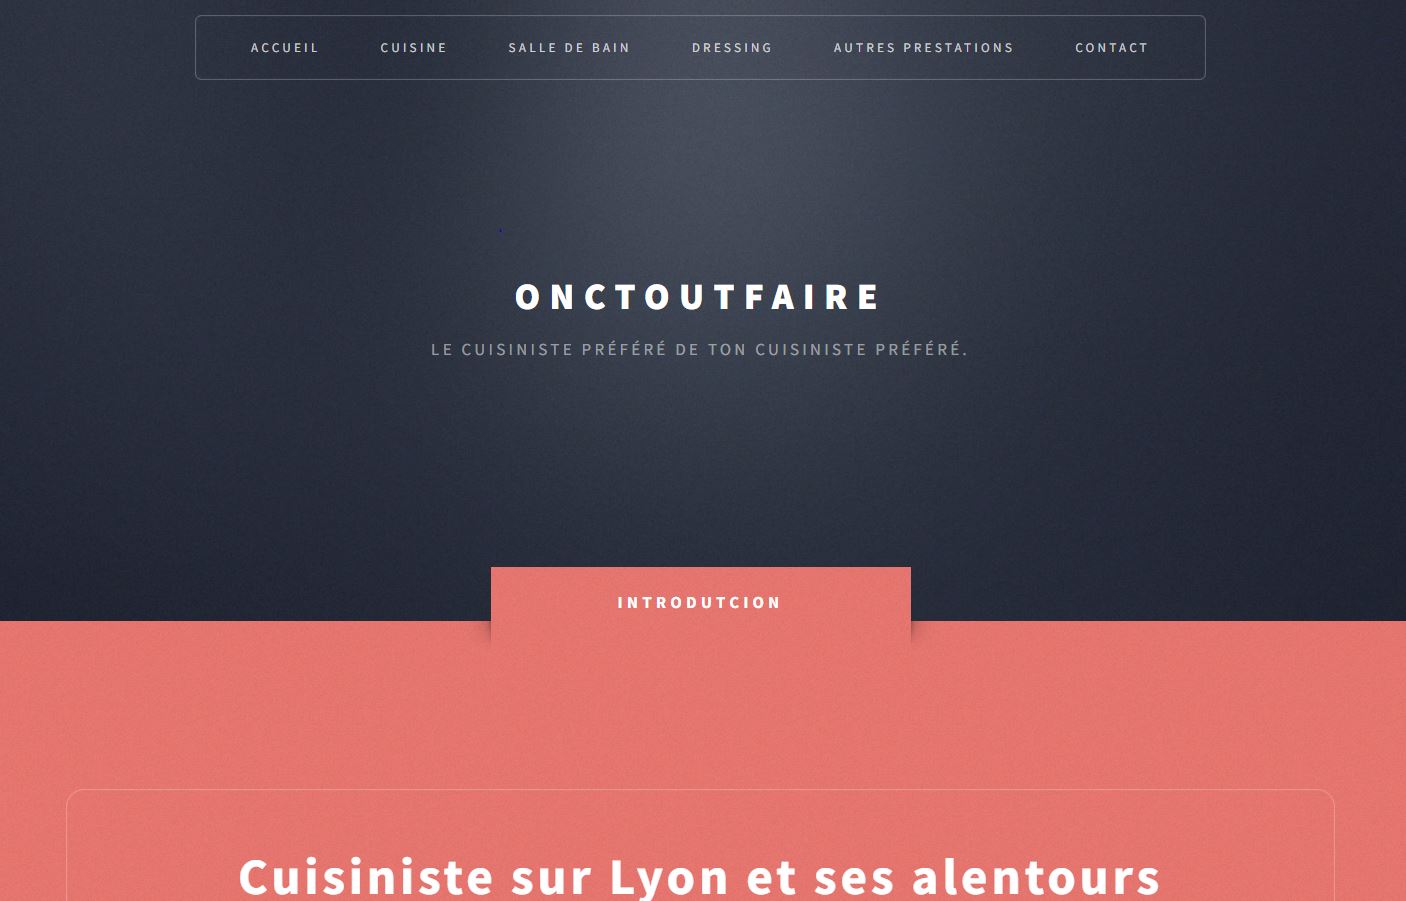 ACCUEIL CUISINE SALLE DE BAIN DRESSING AUTRES PRESTATIONS CONTACT
ONCTOUTFAIRE
LE CUISINISTE PRÉFÉRÉ DE TON CUISINISTE PRÉFÉRÉ.
INTRODUTCION
Cuisiniste sur Lyon et ses alentours